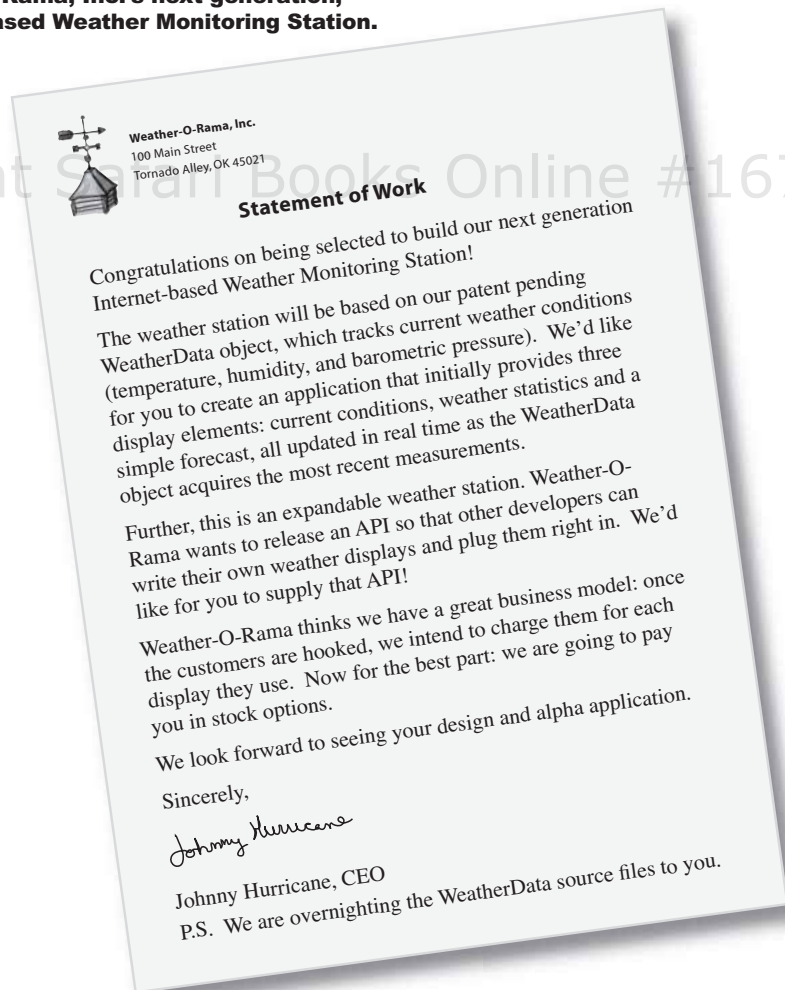 Rama, Inc.'s next generation,
ased Weather Monitoring Station.
Weather-O-Rama, Inc.
100 Main Street
Tornado Alley, OK 45021
nt Safari Books Online #167
Statement of Work
Congratulations on being selected to build our next generation
Internet-based Weather Monitoring Station!
The weather station will be based on our patent pending
WeatherData object, which tracks current weather conditions
(temperature, humidity, and barometric pressure).  We'd like
for you to create an application that initially provides three
display elements: current conditions, weather statistics and a
simple forecast, all updated in real time as the WeatherData
object acquires the most recent measurements.
Further, this is an expandable weather station. Weather-O-
Rama wants to release an API so that other developers can
write their own weather displays and plug them right in.  We'd
like for you to supply that API!
Weather-O-Rama thinks we have a great business model: once
the customers are hooked, we intend to charge them for each
display they use.  Now for the best part: we are going to pay
you in stock options.
We look forward to seeing your design and alpha application.
Sincerely,
Johnny Hurricane
Johnny Hurricane, CEO
P.S.  We are overnighting the WeatherData source files to you.